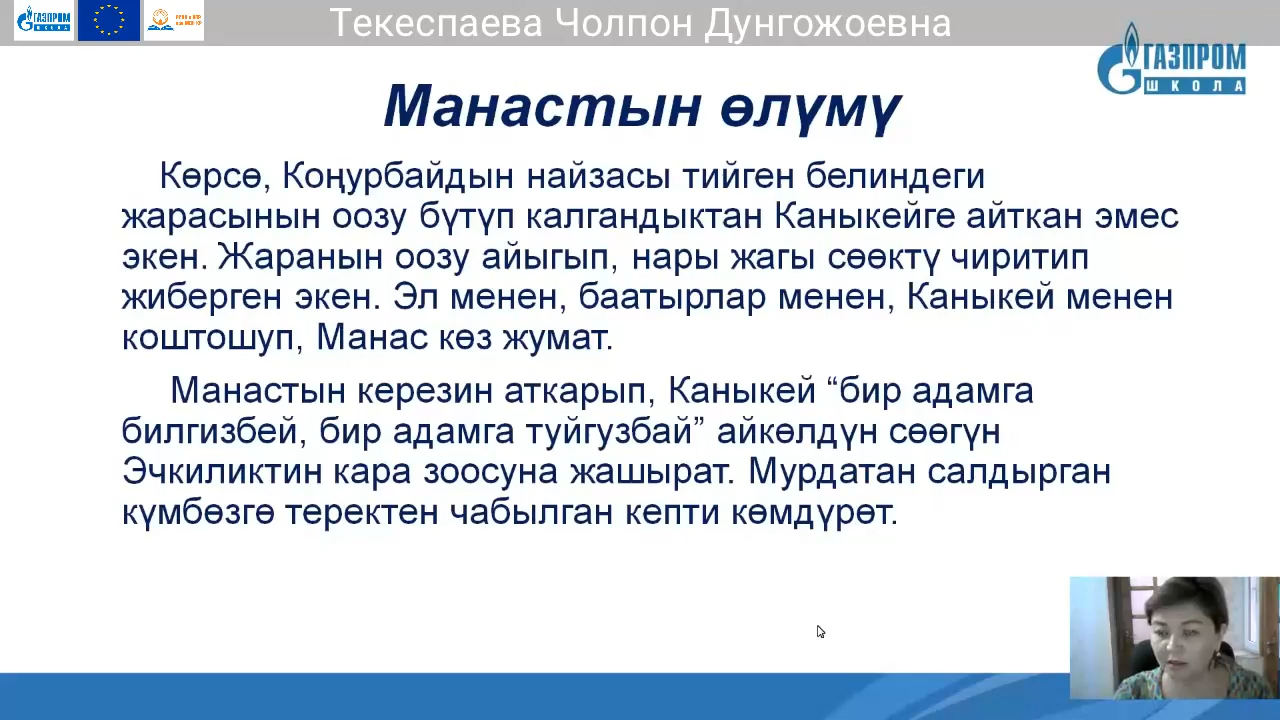 Текеспаева Чолпон Дунгожоевна
ГАЗПРОМ
ШКОЛА
Манастын өлүмү
Көрсө, Коңурбайдын найзасы тийген белиндеги
жарасынын оозу бүтүп калгандыктан Каныкейге айткан эмес
экен. Жаранын оозу айыгып, нары жагы сөөктү чиритип
жиберген экен. Эл менен, баатырлар менен, Каныкей менен
коштошуп, Манас көз жумат.
Манастын керезин аткарып, Каныкей “бир адамга
билгизбей, бир адамга туйгузбай” айкөлдүн сөөгүн
Эчкиликтин кара зоосуна жашырат. Мурдатан салдырган
күмбөзгө теректен чабылган кепти көмдүрөт.